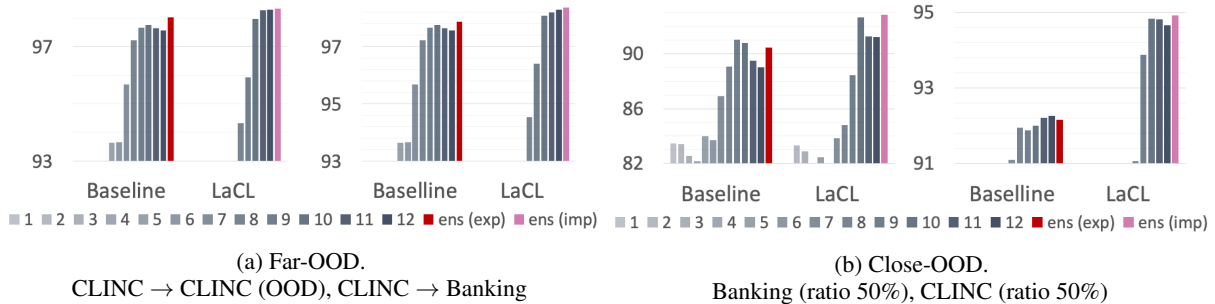 97
93
Baseline LaCL
97
95
93
Baseline LaCL
1 2 3 4 5 6 7 8 9 10 11 12 ens (exp) ens (imp)
(a) Far-OOD.
CLINC → CLINC (OOD), CLINC → Banking
90
86
82
Baseline LaCL
95
93
91
Basellne LaCL
1 2 3 4 5 6 7 8 9 10 11 12 ens (exp) ens (imp)
(b) Close-OOD.
Banking (ratio 50%), CLINC (ratio 50%)